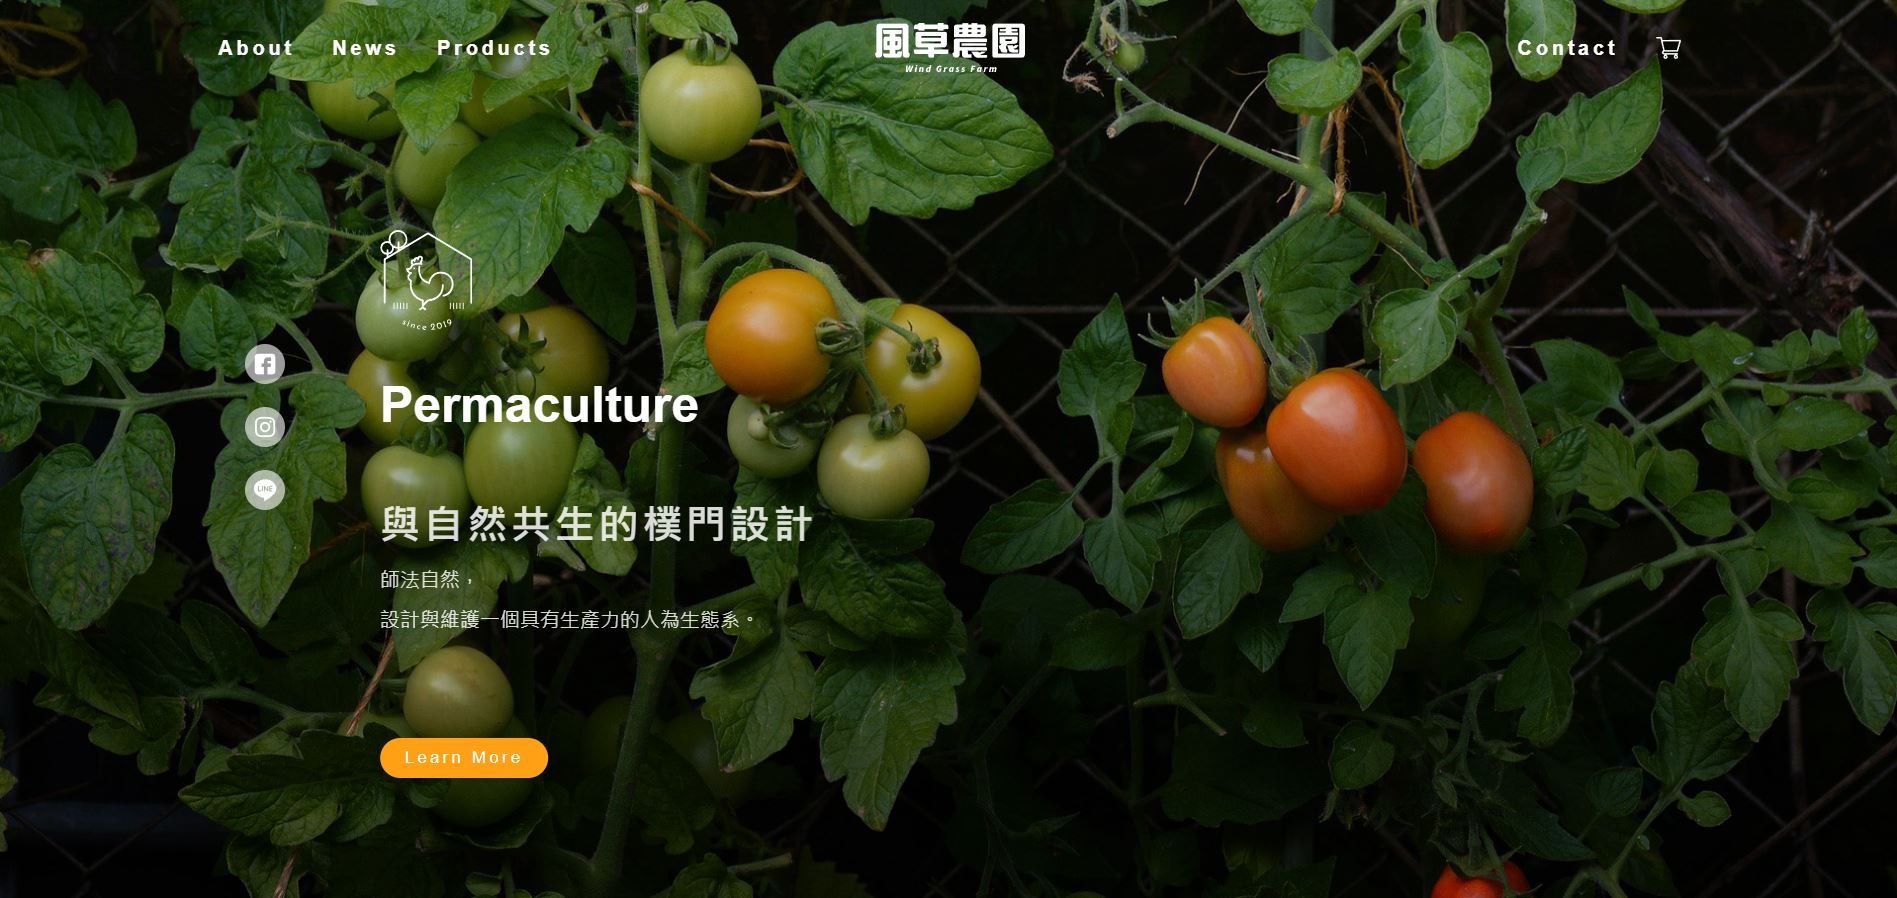 About
News
Products
風草農園
Wind Grass Farm
Contact
since 2019
Permaculture
LINE
與自然共生的樸門設計
師法自然，
設計與維護一個具有生產力的人為生態系。
Learn More